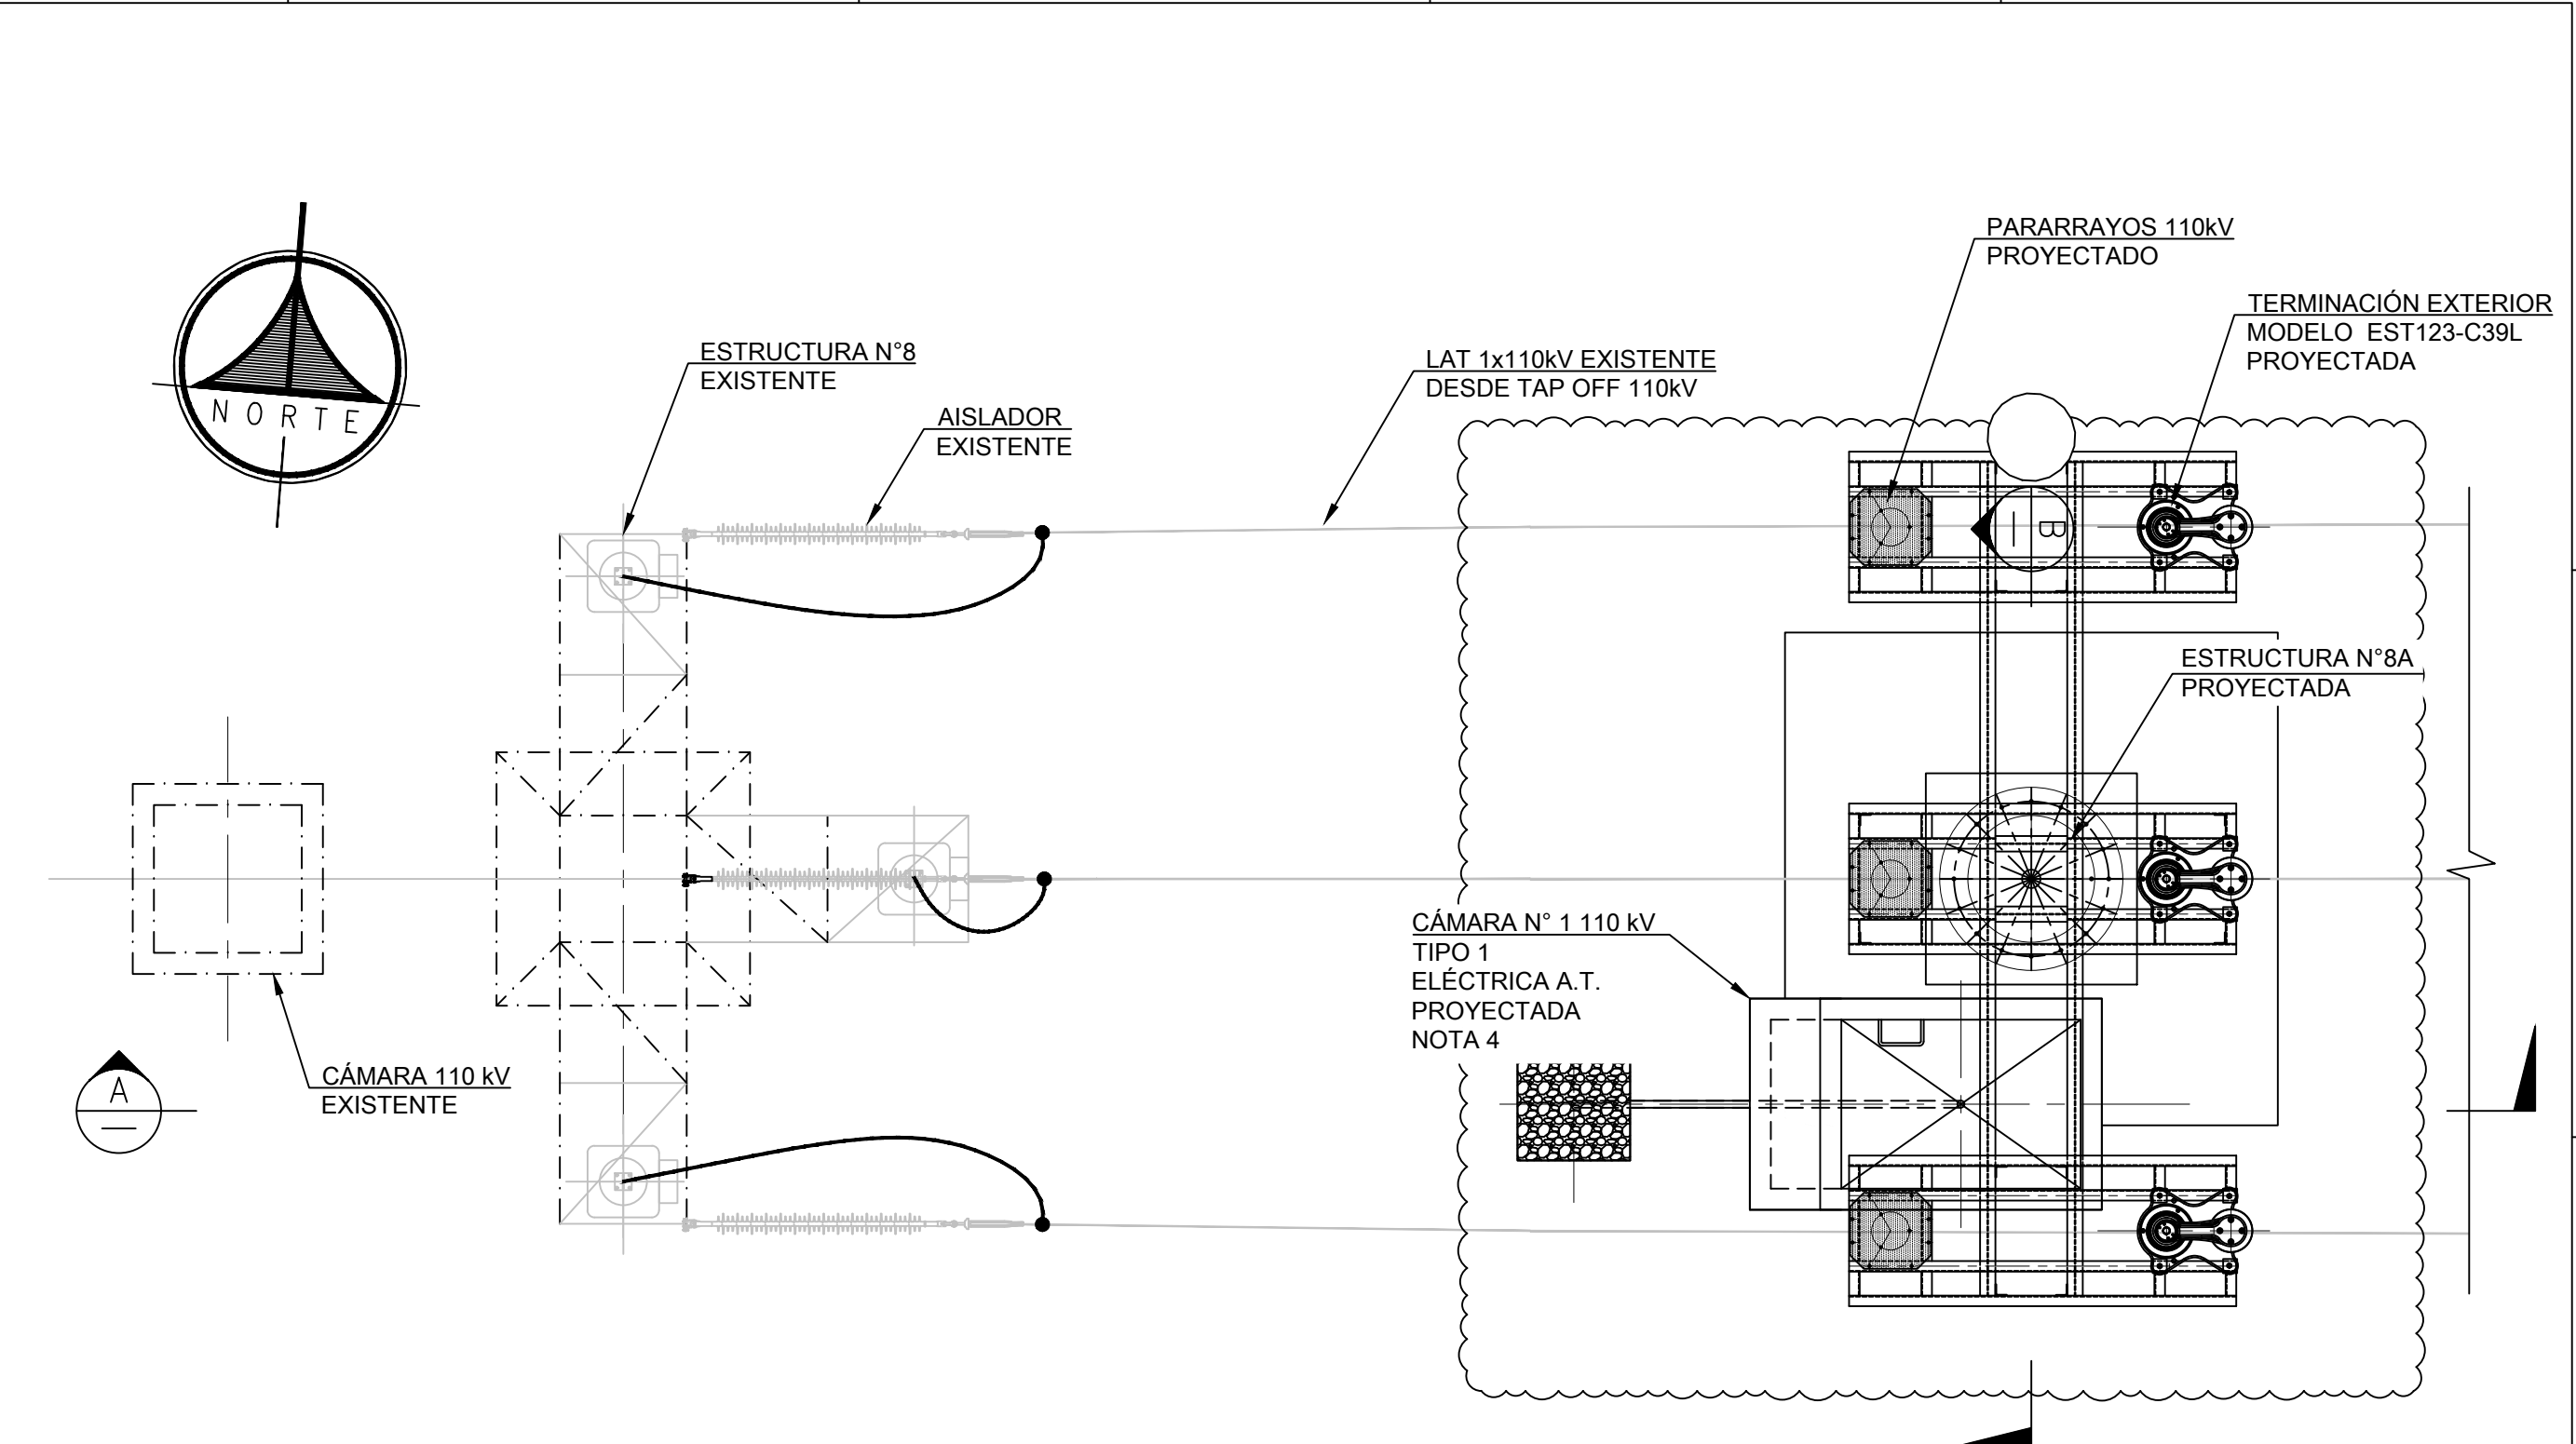 PARARRAYOS 110kV
PROYECTADO
TERMINACIÓN EXTERIOR
MODELO EST123-C39L
PROYECTADA
ESTRUCTURA N°8
EXISTENTE
LAT 1x110kV EXISTENTE
DESDE TAP OFF 110kV
NORTE
AISLADOR
EXISTENTE
B
ESTRUCTURA N°8A
PROYECTADA
CÁMARA N° 1 110 kV
TIPO 1
ELÉCTRICA A.T.
PROYECTADA
NOTA 4
A
CÁMARA 110 kV
EXISTENTE